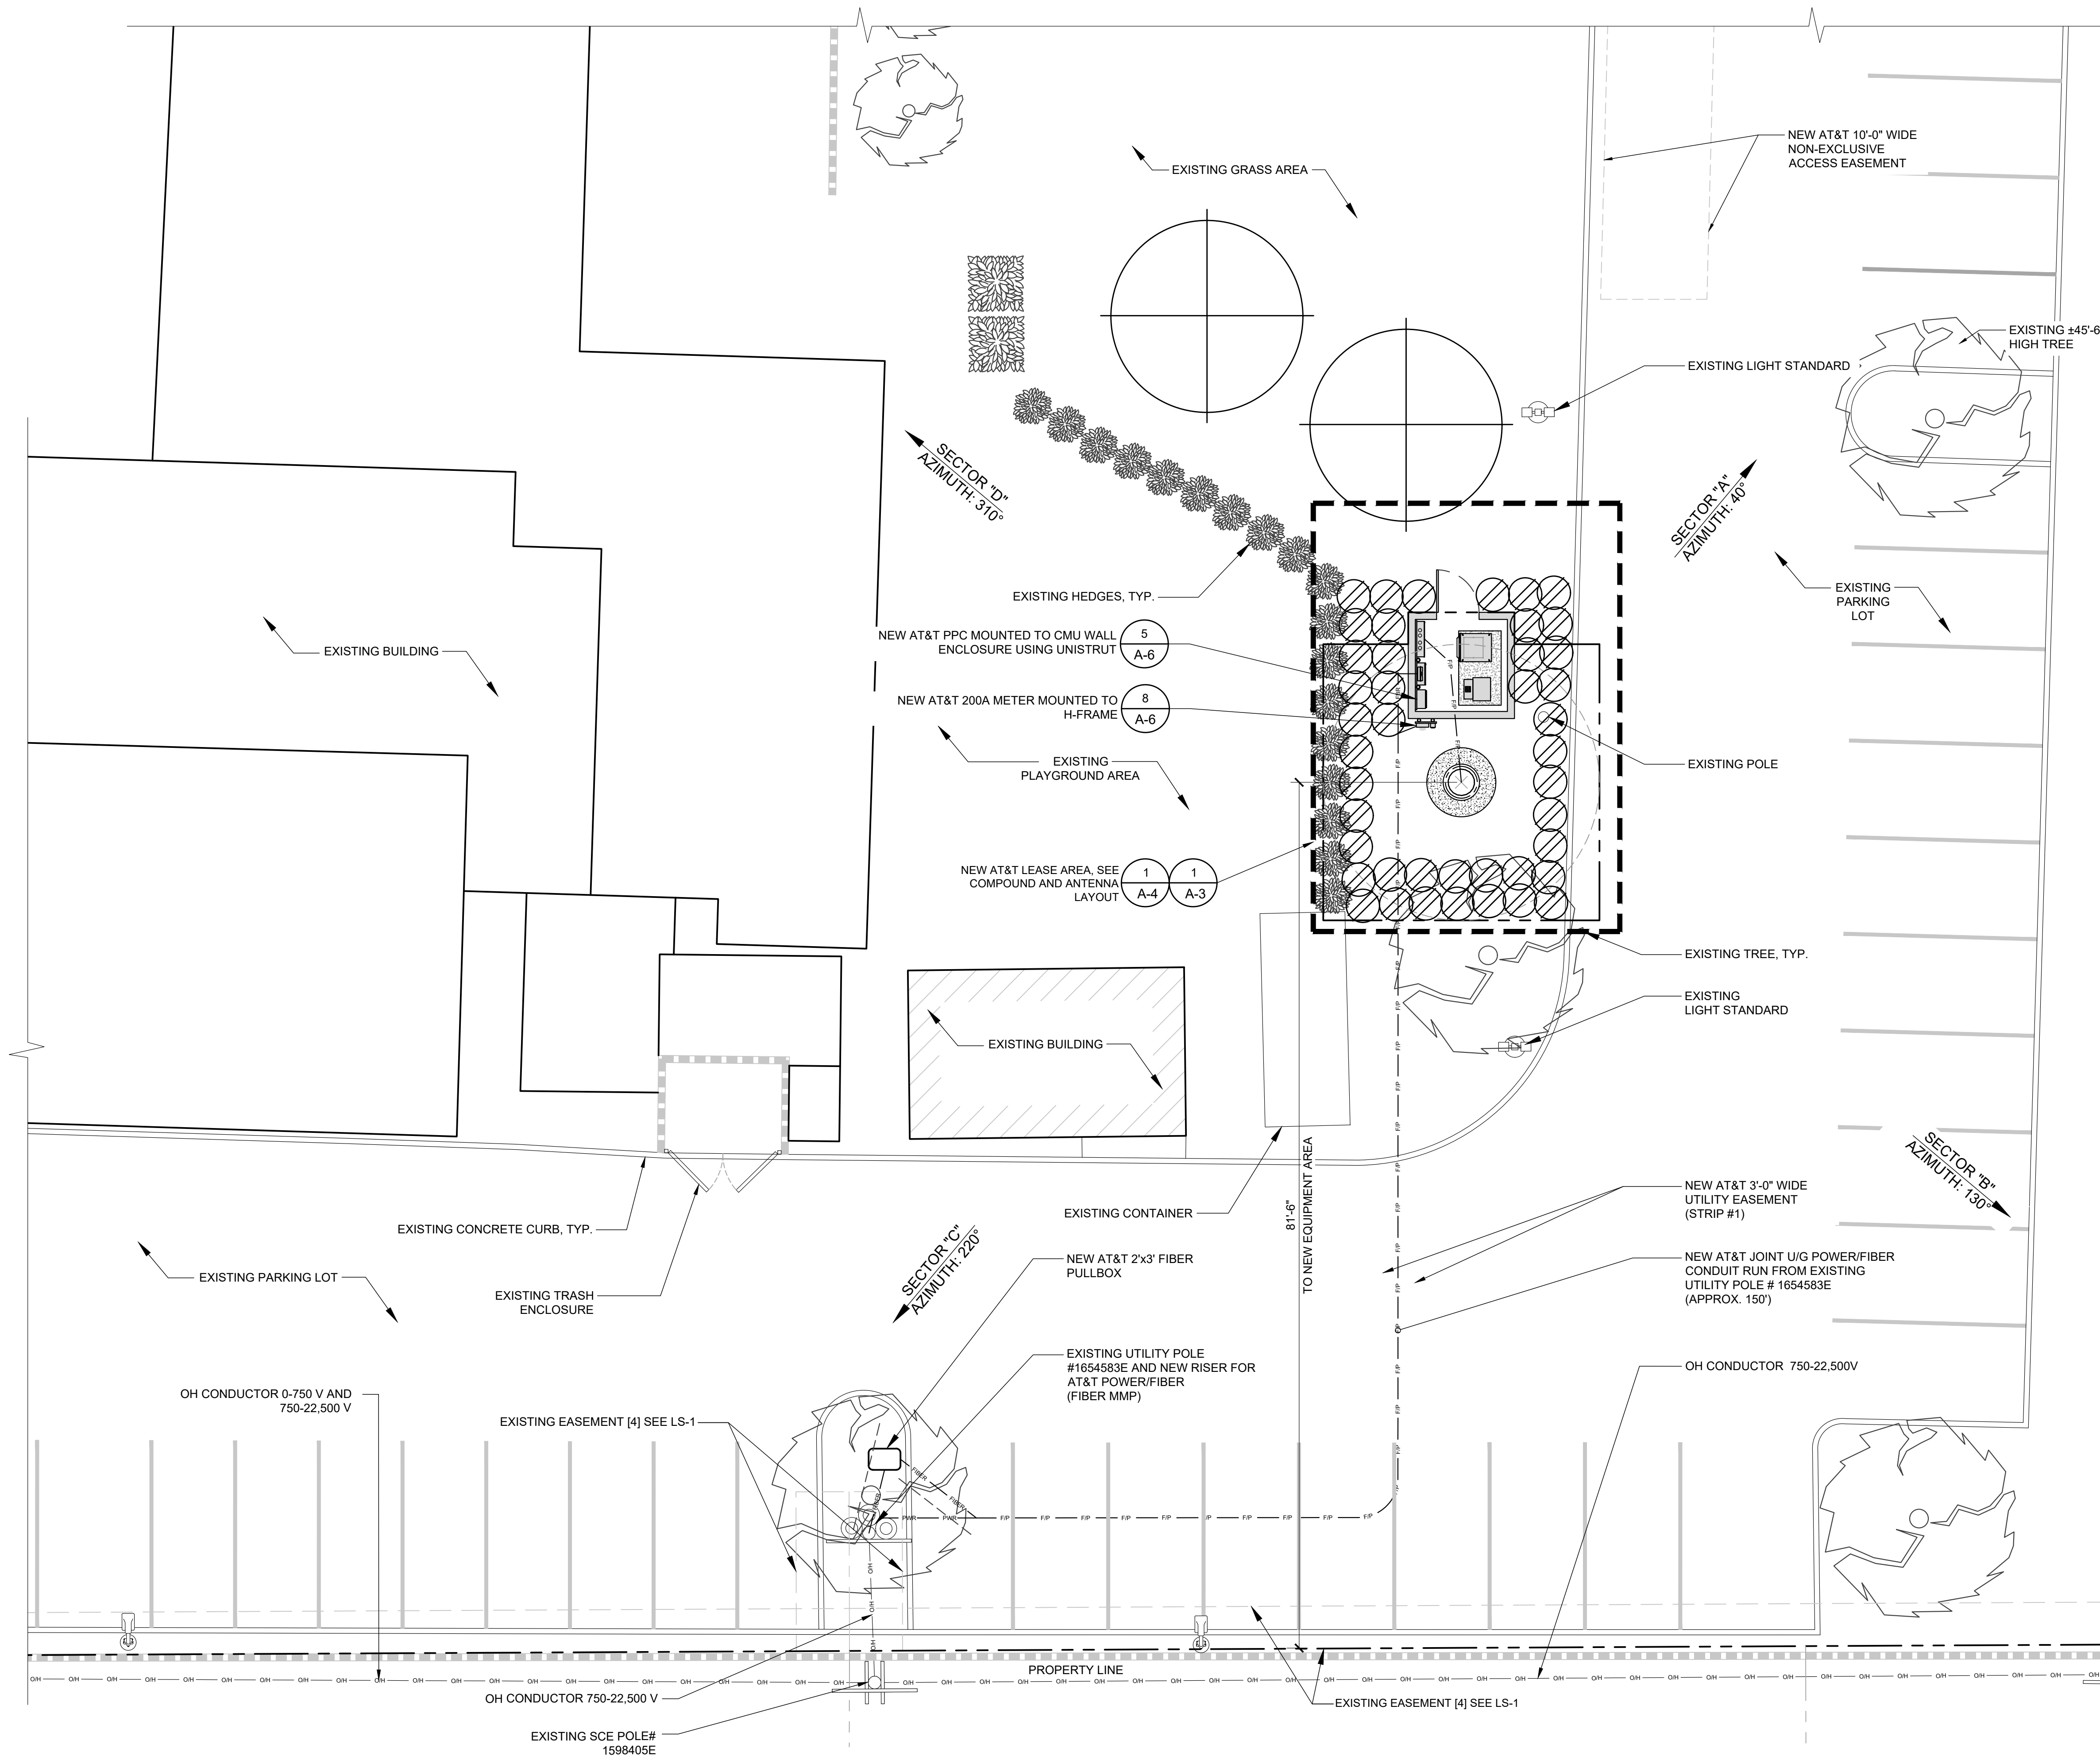 NEW AT&T 10'-0" WIDE
NON-EXCLUSIVE
ACCESS EASEMENT
EXISTING GRASS AREA
EXISTING ±45'-6
HIGH TREE
EXISTING LIGHT STANDARD
SECTOR "D"
AZIMUTH: 310°
SECTOR "A"
AZIMUTH: 40°
EXISTING HEDGES, TYP.
EXISTING
PARKING
LOT
NEW AT&T PPC MOUNTED TO CMU WALL
ENCLOSURE USING UNISTRUT
5
A-6
EXISTING BUILDING
NEW AT&T 200A METER MOUNTED TO
H-FRAME
8
A-6
EXISTING
PLAYGROUND AREA
EXISTING POLE
NEW AT&T LEASE AREA, SEE
COMPOUND AND ANTENNA
LAYOUT
1
A-4
1
A-3
EXISTING TREE, TYP.
EXISTING
LIGHT STANDARD
EXISTING BUILDING
SECTOR "B"
AZIMUTH: 130°
81'-6"
TO NEW EQUIPMENT AREA
NEW AT&T 3'-0" WIDE
UTILITY EASEMENT
(STRIP #1)
EXISTING CONTAINER
EXISTING CONCRETE CURB, TYP.
SECTOR "C"
AZIMUTH: 220°
NEW AT&T 2'x3' FIBER
PULLBOX
NEW AT&T JOINT U/G POWER/FIBER
CONDUIT RUN FROM EXISTING
UTILITY POLE # 1654583E
(APPROX. 150')
EXISTING PARKING LOT
EXISTING TRASH
ENCLOSURE
EXISTING UTILITY POLE
#1654583E AND NEW RISER FOR
AT&T POWER/FIBER
(FIBER MMP)
OH CONDUCTOR 750-22,500V
OH CONDUCTOR 0-750 V AND
750-22,500 V
EXISTING EASEMENT [4] SEE LS-1
FIBER
FIBER
PWR PWR F/P F/P F/P F/P F/P F/P F/P F/P F/P F/P
PROPERTY LINE
OH CONDUCTOR 750-22,500 V
EXISTING EASEMENT [4] SEE LS-1
EXISTING SCE POLE#
1598405E